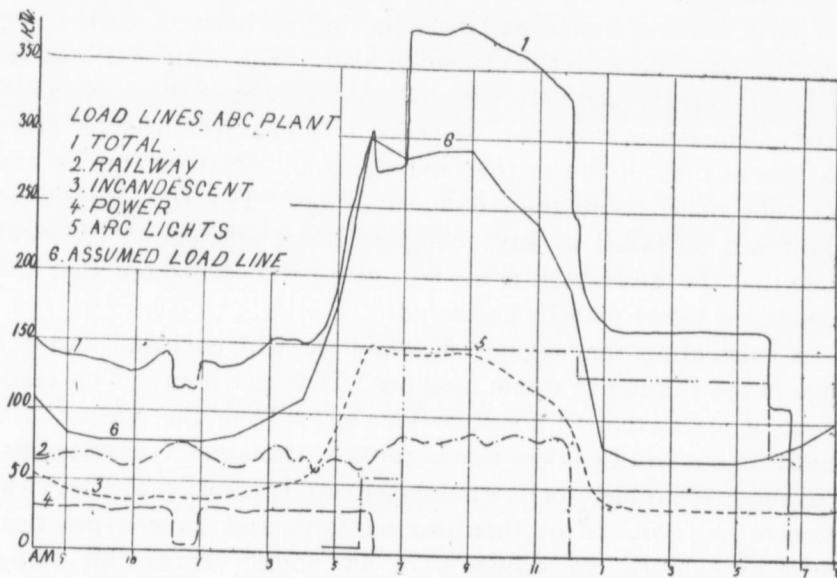 K.W.
350
300
250
200
150
100
50
0
LOAD LINES ABC PLANT
1 TOTAL
2. RAILWAY
3. INCANDESCENT
4 POWER
5 ARC LIGHTS
6. ASSUMED LOAD LINE
1
6
1
5
6
2
3
4
AM 10 1 3 5 7 9 11 1 3 5 7 8